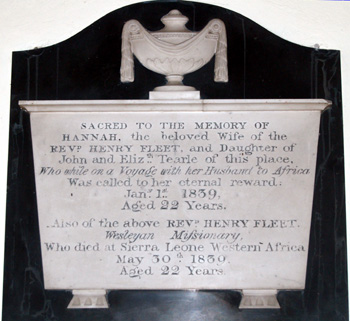 SACRED TO THE MEMORY OF
HANNAH, the beloved Wife of the
REVD. HENRY FLEET, and Daughter of
John and Elizth. Tearle of this place,
Who while on a Voyage with her Husband to Africa
Was called to her eternal reward;
Jany. 1st. 1839.
Aged 22 Years.
Also of the above REVD. HENRY FLEET.
Wesleyan Missionary,
Who died at Sierra Leone Western Africa
May 30th. 1839.
Aged 22 Years.